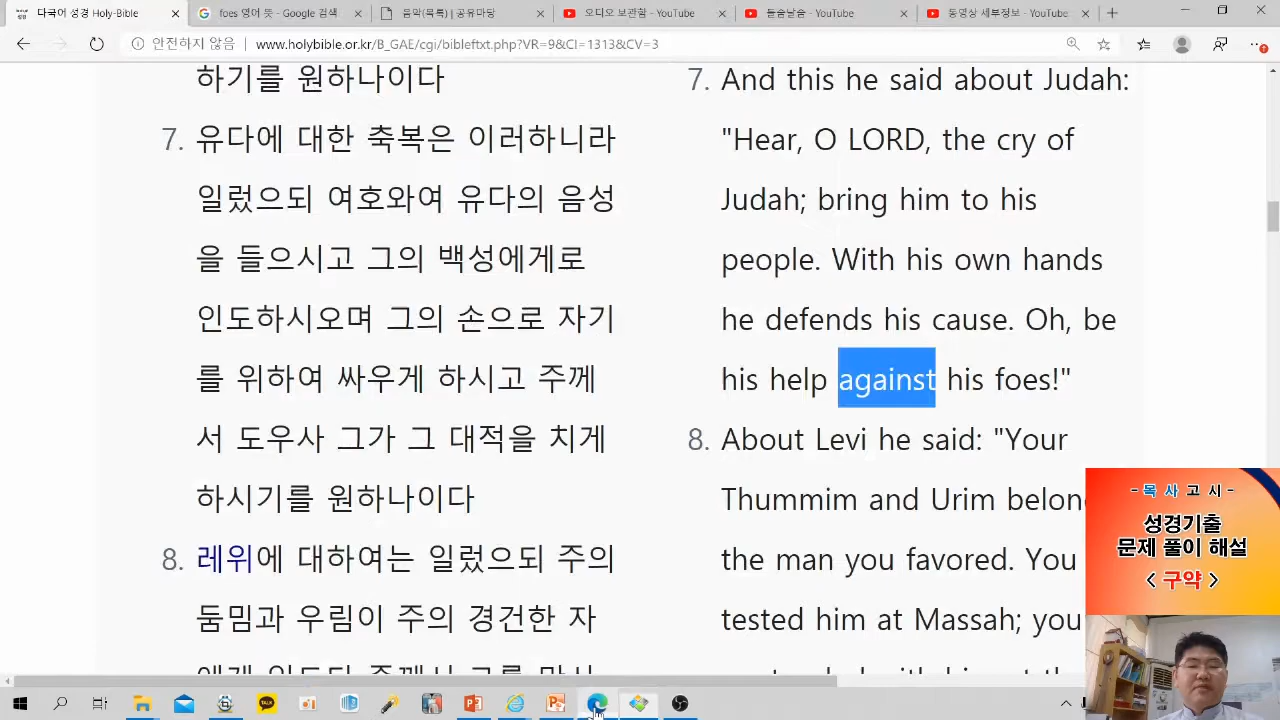 다국어 성경 Holy-Bible
foes 영어 뜻 - Google 검색
음악(목록) | 공유마당
오디오 보관함 - YouTube
돌숨날숨 - YouTube
동영상 세부정보 - YouTube
안전하지 않음
www.holybible.or.kr/B_GAE/cgi/bibleftxt.php?VR=9&CI=1313&CV=3
하기를 원하나이다
7. 유다에 대한 축복은 이러하니라
일렀으되 여호와여 유다의 음성
을 들으시고 그의 백성에게로
인도하시오며 그의 손으로 자기
를 위하여 싸우게 하시고 주께
서 도우사 그가 그 대적을 치게
하시기를 원하나이다
8. 레위에 대하여는 일렀으되 주의
둠밈과 우림이 주의 경건한 자
7. And this he said about Judah:
"Hear, O LORD, the cry of
Judah; bring him to his
people. With his own hands
he defends his cause. Oh, be
his help against his foes!"
8. About Levi he said: "Your
Thummim and Urim belon
the man you favored. You
tested him at Massah; you
- 목 사 고 시 -
성경기출
문제 풀이 해설
< 구약 >
TALK